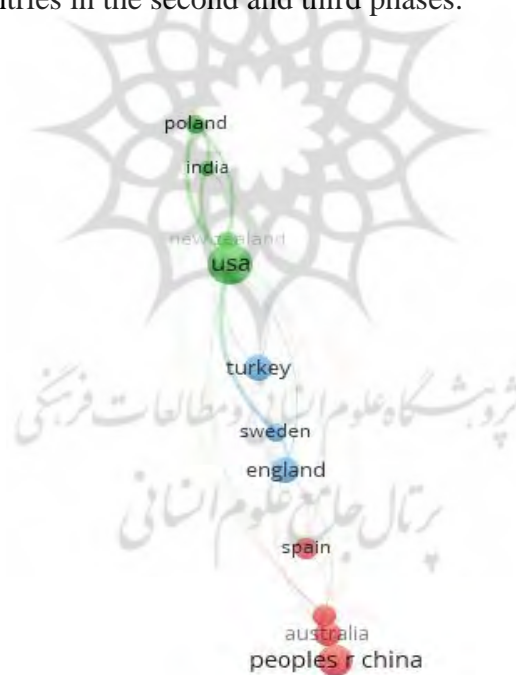 ntries in the second and third phases.
poland
india
new zealand
usa
turkey
پژوهشگاه علوم انسانی و مطالعات فرهنگی
sweden
england
پرتال جامع علوم انسانی
spain
australia
peoples r china